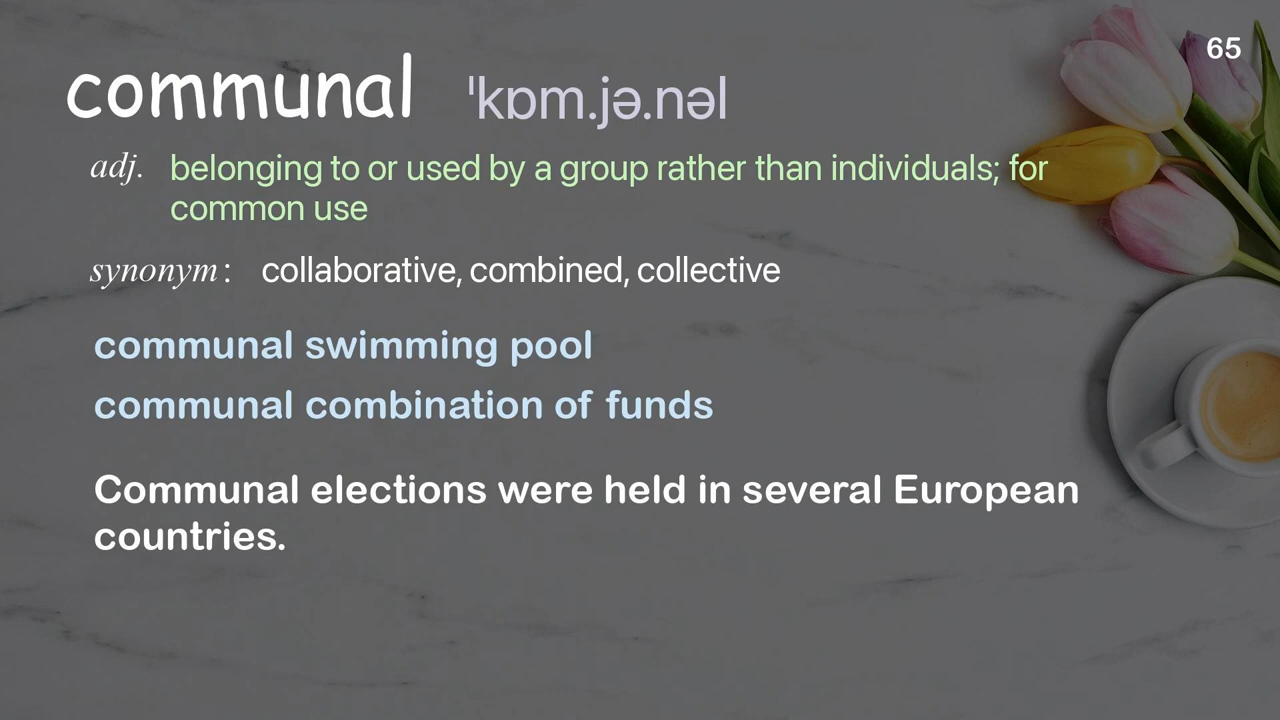 65
communal ˈkɒm.jə.nəl
adj. belonging to or used by a group rather than individuals; for
common use
synonym: collaborative, combined, collective
communal swimming pool
communal combination of funds
Communal elections were held in several European
countries.